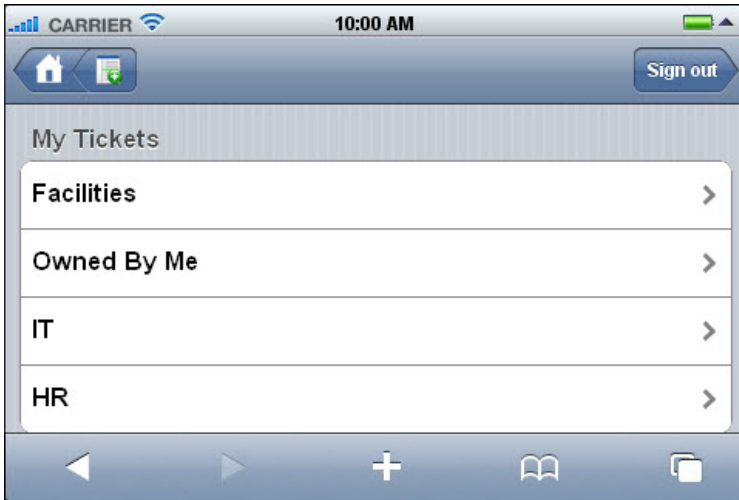 CARRIER 10:00 AM
Sign out
My Tickets
Facilities
Owned By Me
IT
HR